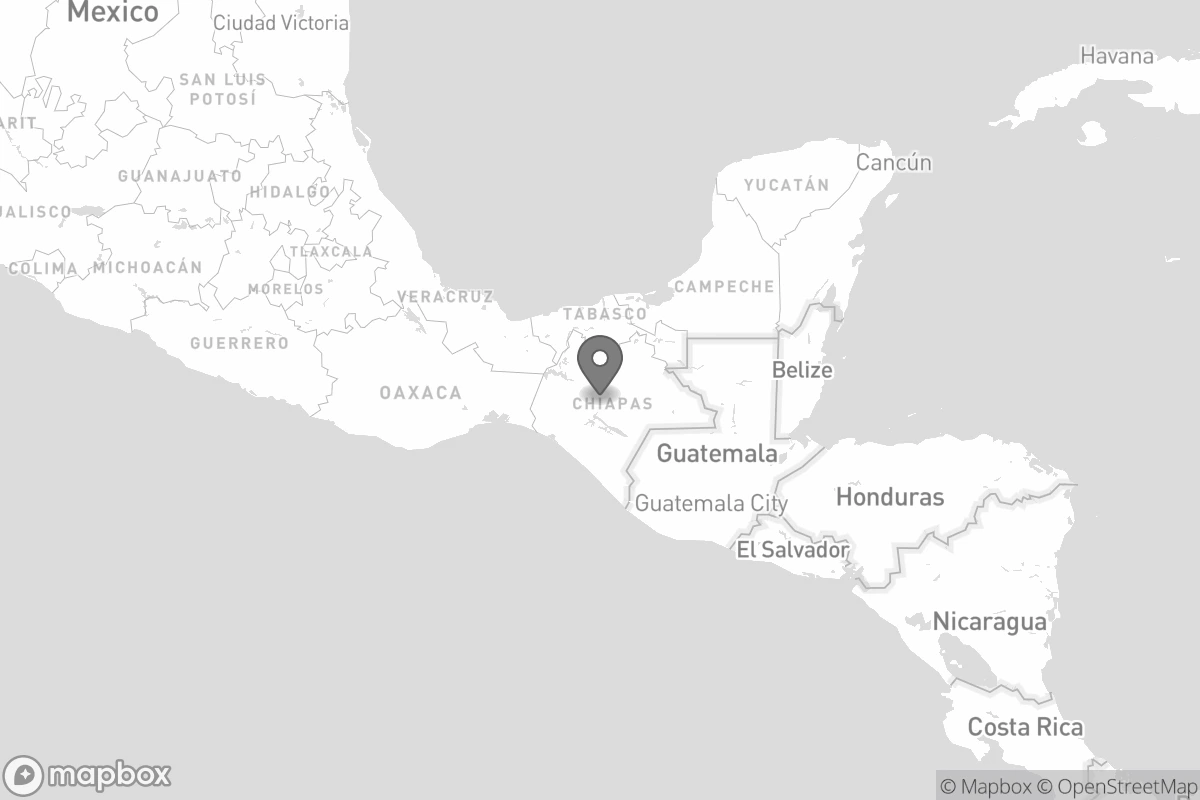 Mexico
Ciudad Victoria
Havana
SAN LUIS
POTOSÍ
ARIT
Cancún
GUANAJUATO
YUCATÁN
HIDALGO
JALISCO
TLAXCALA
COLIMA
MICHOACÁN
MORELOS
CAMPECHE
VERACRUZ
TABASCO
GUERRERO
Belize
OAXACA
CHIAPAS
Guatemala
Guatemala City
Honduras
El Salvador
Nicaragua
Costa Rica
mapbox
© Mapbox © OpenStreetMap